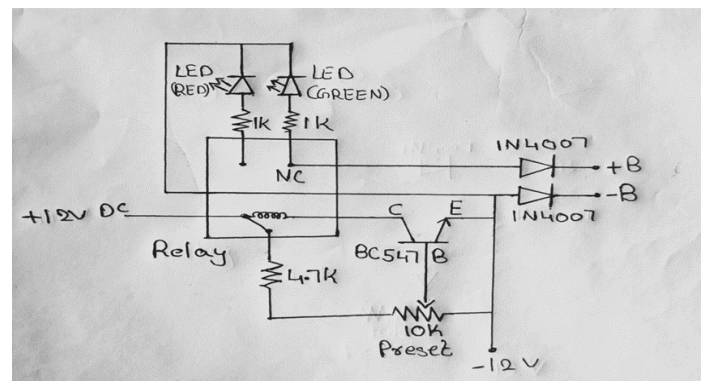 LED
(RED)
LED
(GREEN)
1K
1K
NC
1N4007
+B
-B
1N4007
+12V DC
C
E
Relay
BC547
B
4.7K
10K
Preset
-12V